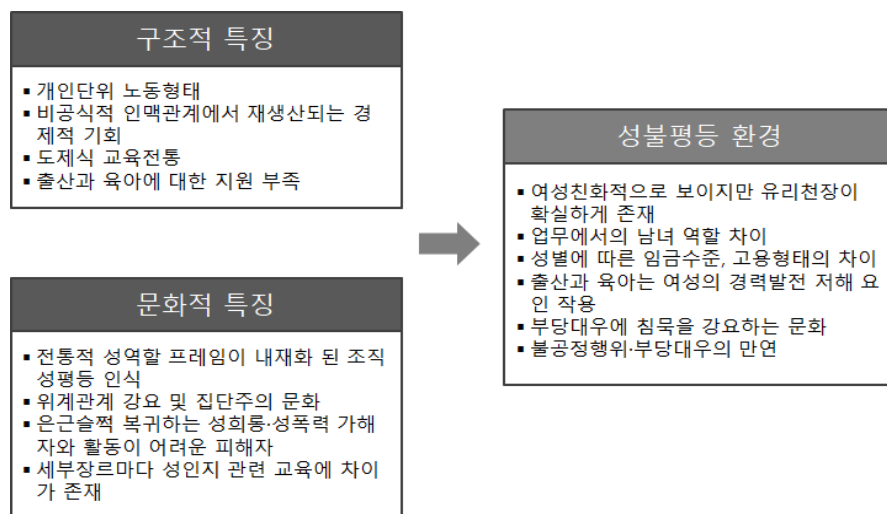 구조적 특징
▪ 개인단위 노동형태
▪ 비공식적 인맥관계에서 재생산되는 경
제적 기회
▪ 도제식 교육전통
▪ 출산과 육아에 대한 지원 부족
문화적 특징
▪ 전통적 성역할 프레임이 내재화 된 조직
성평등 인식
▪ 위계관계 강요 및 집단주의 문화
▪ 은근슬쩍 복귀하는 성희롱·성폭력 가해
자와 활동이 어려운 피해자
▪ 세부장르마다 성인지 관련 교육에 차이
가 존재
성불평등 환경
▪ 여성친화적으로 보이지만 유리천장이
확실하게 존재
▪ 업무에서의 남녀 역할 차이
▪ 성별에 따른 임금수준, 고용형태의 차이
▪ 출산과 육아는 여성의 경력발전 저해 요
인 작용
▪ 부당대우에 침묵을 강요하는 문화
▪ 불공정행위·부당대우의 만연